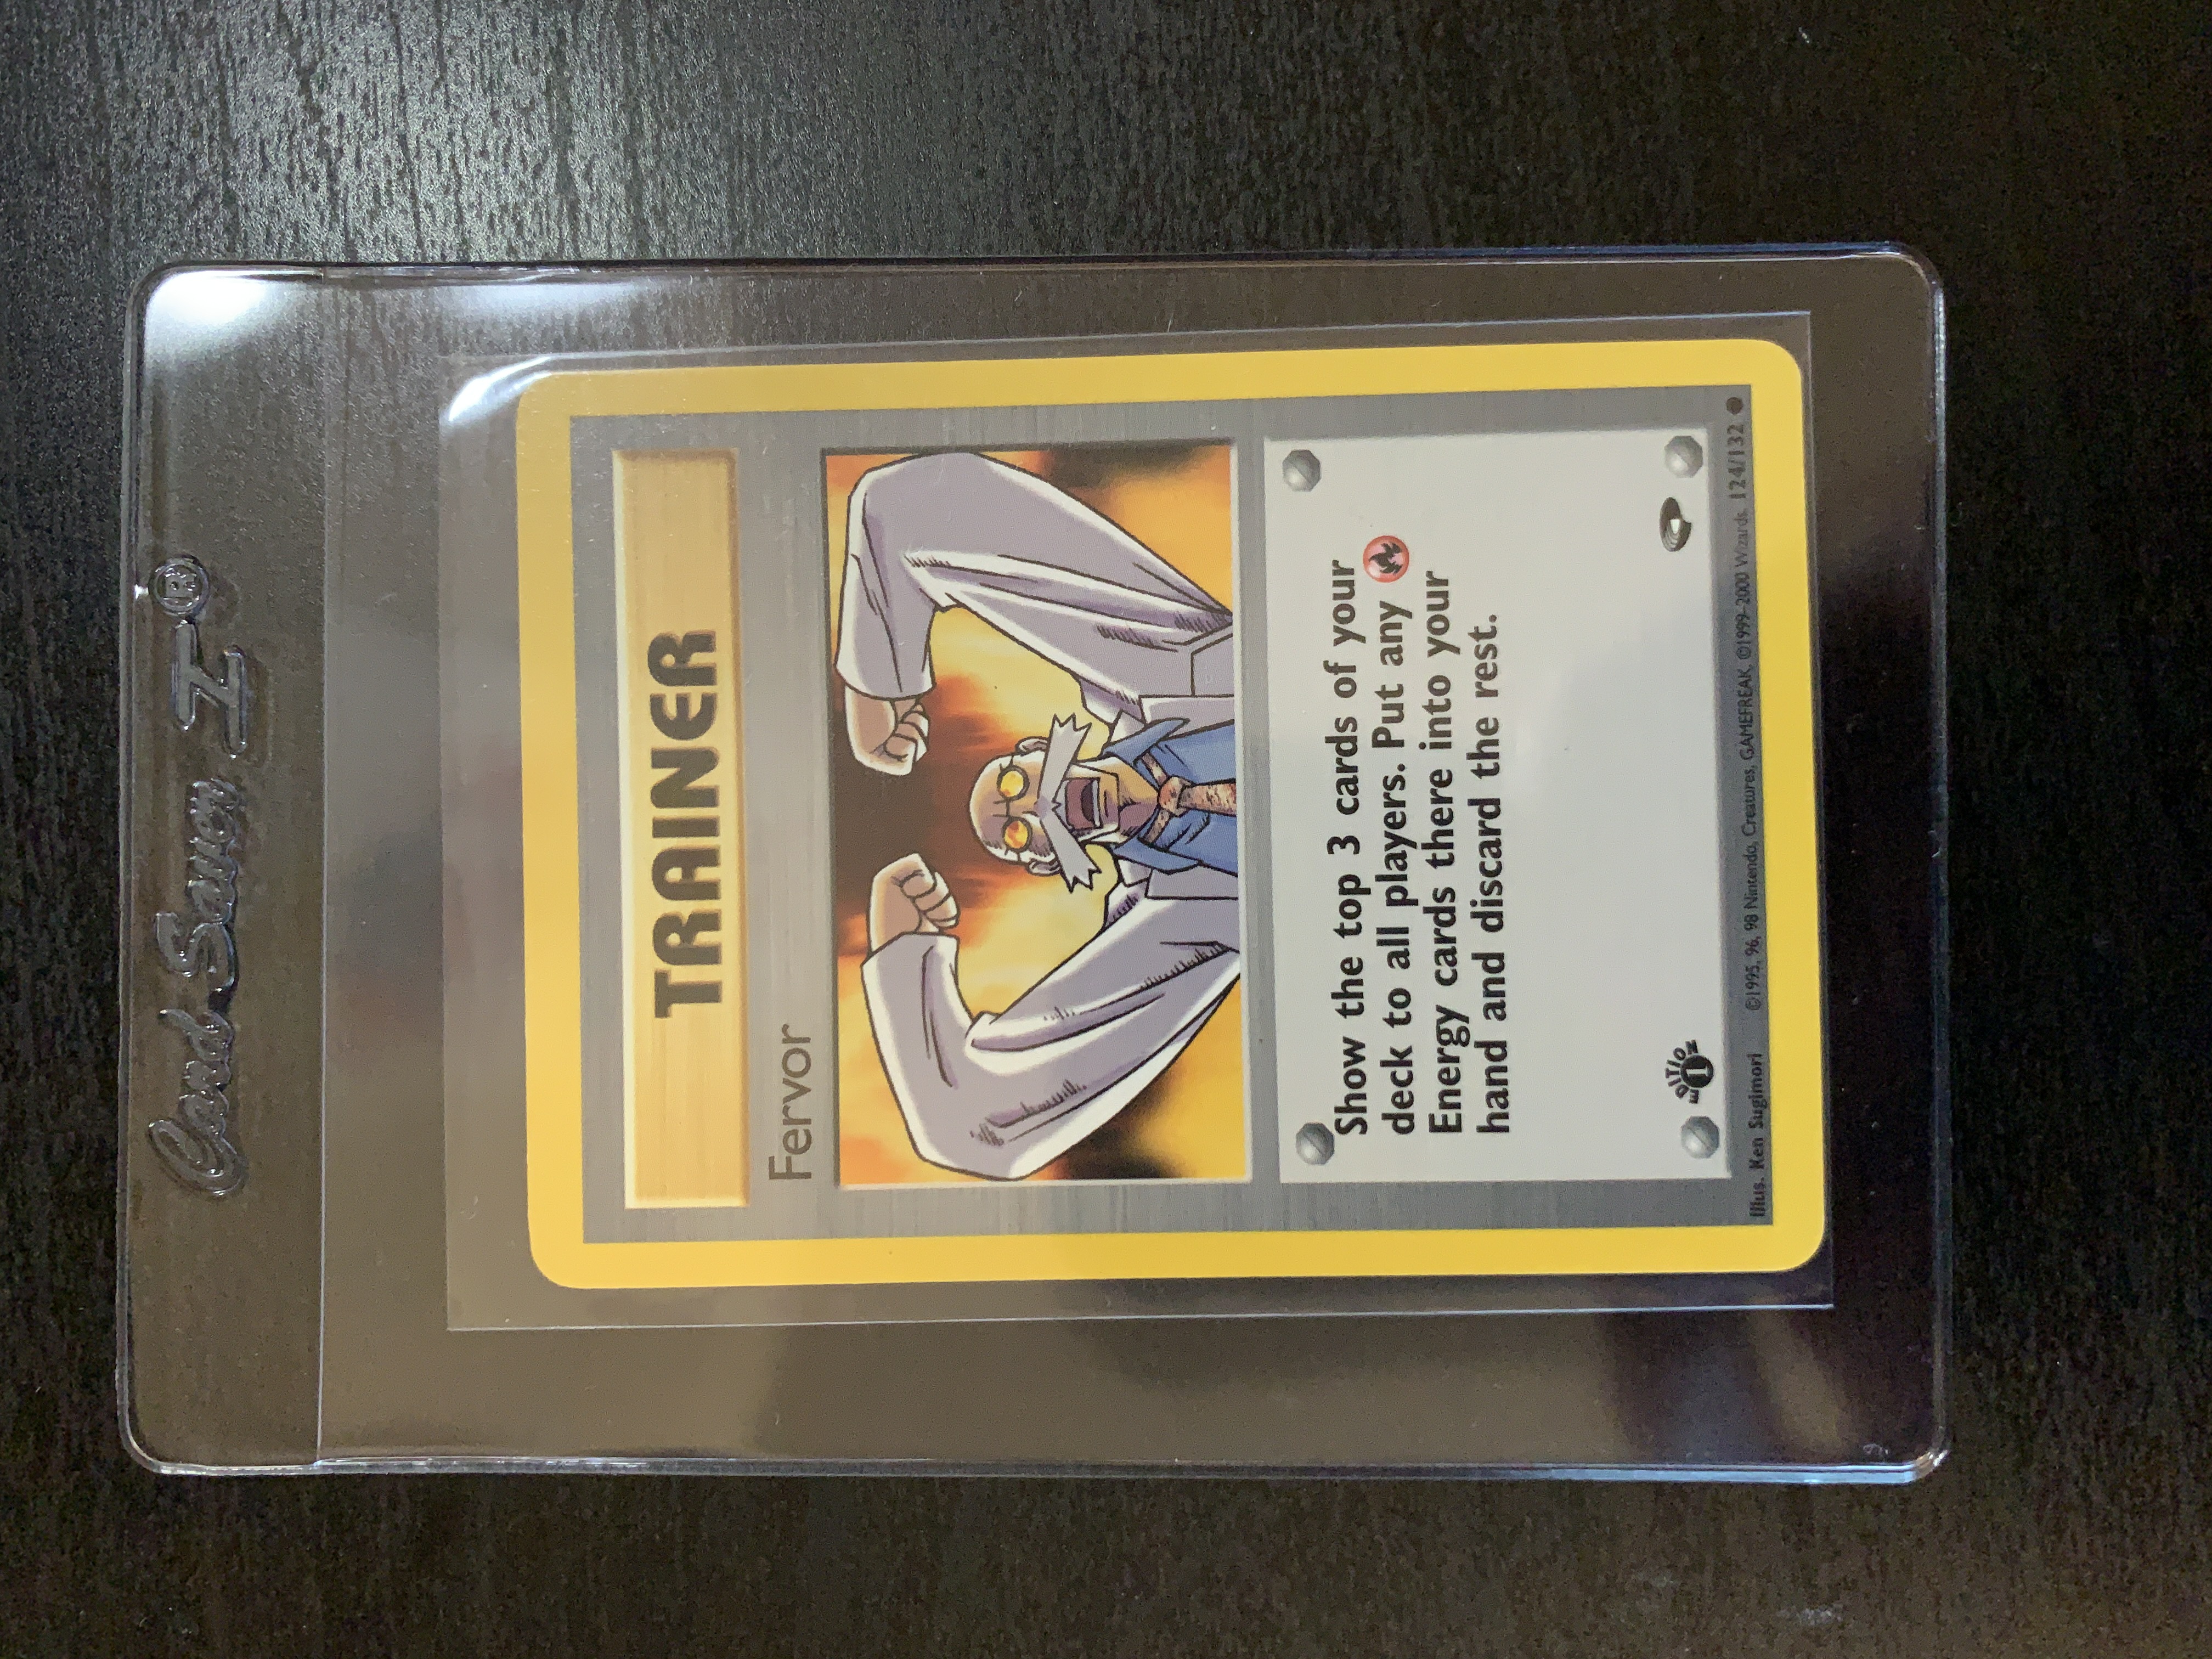 Card Saver I®
TRAINER
Fervor
Show the top 3 cards of your
deck to all players. Put any
Energy cards there into your
hand and discard the rest.
EDITION
1
Illus. Ken Sugimori ©1995, 96, 98 Nintendo, Creatures, GAMEFREAK, ©1999-2000 Wizards. 124/132